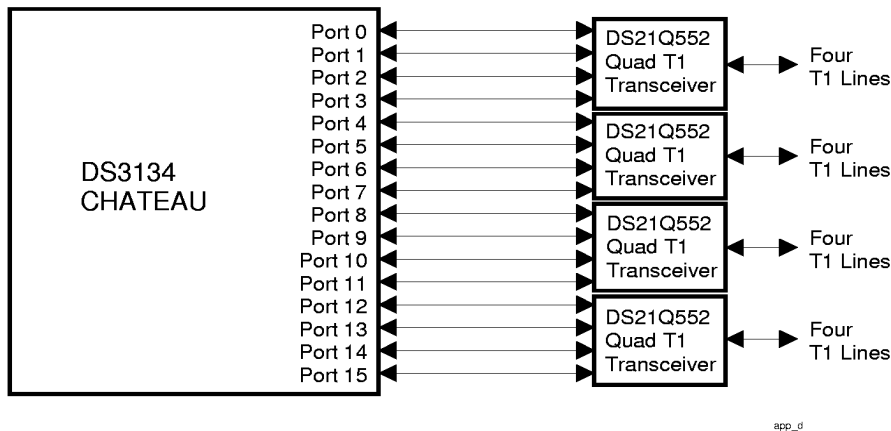 DS3134
CHATEAU
Port 0
Port 1
Port 2
Port 3
Port 4
Port 5
Port 6
Port 7
Port 8
Port 9
Port 10
Port 11
Port 12
Port 13
Port 14
Port 15
DS21Q552
Quad T1
Transceiver
Four
T1 Lines
DS21Q552
Quad T1
Transceiver
Four
T1 Lines
DS21Q552
Quad T1
Transceiver
Four
T1 Lines
DS21Q552
Quad T1
Transceiver
Four
T1 Lines
app_d